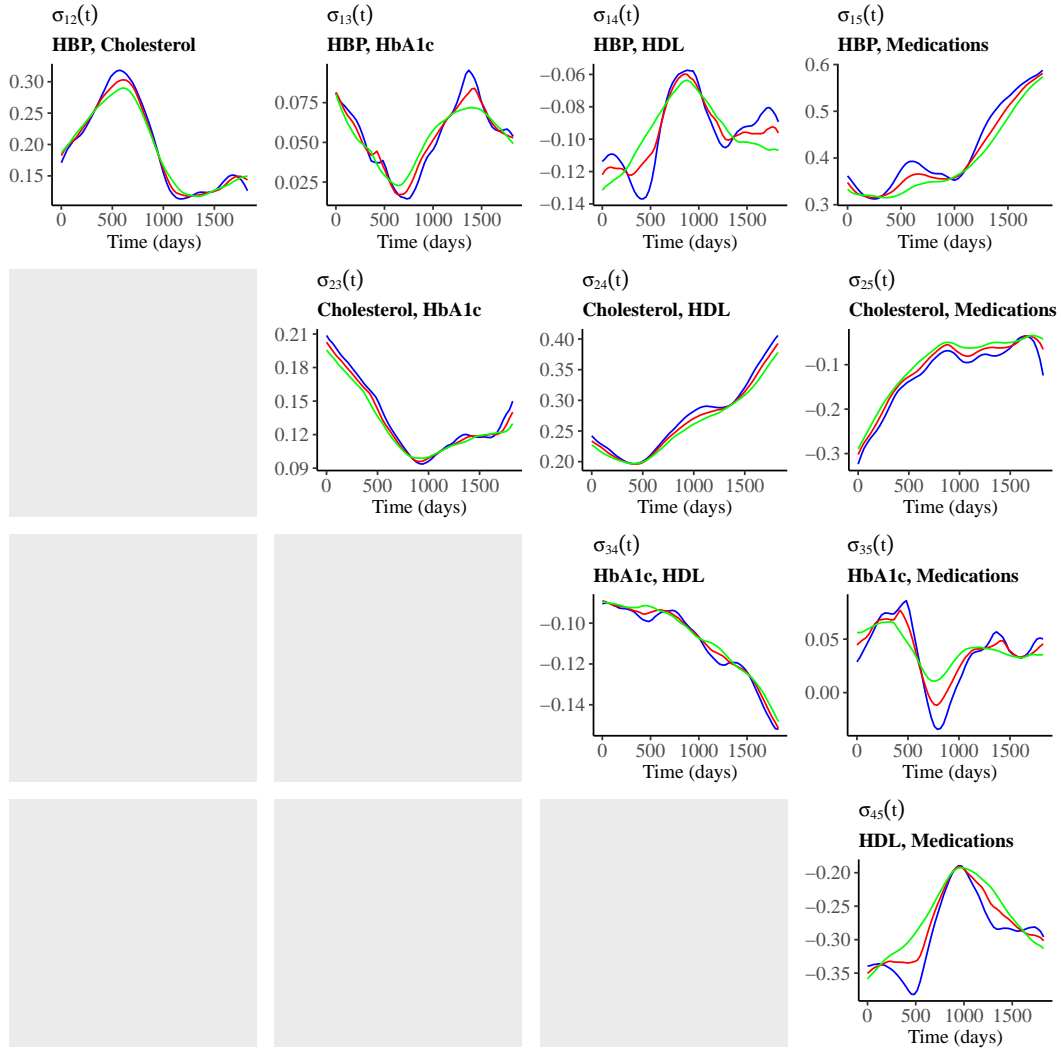 σ12(t)
HBP, Cholesterol
0.30
0.25
0.20
0.15
0 500 1000 1500
Time (days)
σ13(t)
HBP, HbA1c
0.075
0.050
0.025
0 500 1000 1500
Time (days)
σ14(t)
HBP, HDL
−0.06
−0.08
−0.10
−0.12
−0.14
0 500 1000 1500
Time (days)
σ15(t)
HBP, Medications
0.6
0.5
0.4
0.3
0 500 1000 1500
Time (days)
σ23(t)
Cholesterol, HbA1c
0.21
0.18
0.15
0.12
0.09
0 500 1000 1500
Time (days)
σ24(t)
Cholesterol, HDL
0.40
0.35
0.30
0.25
0.20
0 500 1000 1500
Time (days)
σ25(t)
Cholesterol, Medications
−0.1
−0.2
−0.3
0 500 1000 1500
Time (days)
σ34(t)
HbA1c, HDL
−0.10
−0.12
−0.14
0 500 1000 1500
Time (days)
σ35(t)
HbA1c, Medications
0.05
0.00
0 500 1000 1500
Time (days)
σ45(t)
HDL, Medications
−0.20
−0.25
−0.30
−0.35
0 500 1000 1500
Time (days)